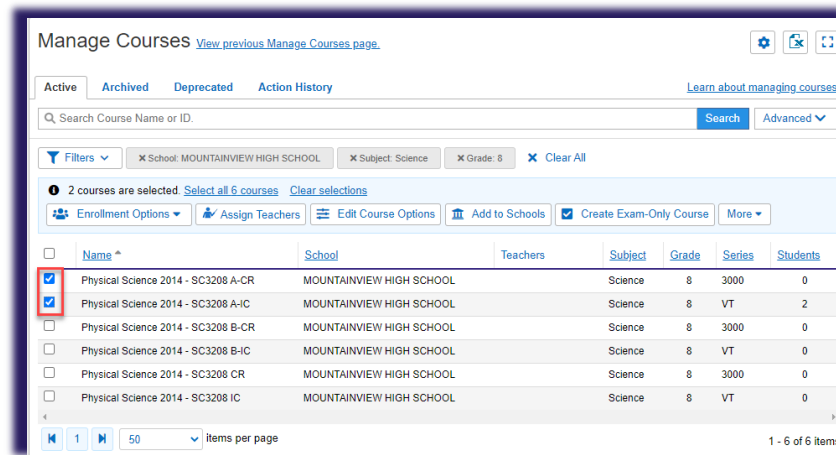 Manage Courses View previous Manage Courses page.
Active Archived Deprecated Action History Learn about managing courses
Search Course Name or ID. Search Advanced
Filters × School: MOUNTAINVIEW HIGH SCHOOL × Subject: Science × Grade: 8 × Clear All
2 courses are selected. Select all 6 courses Clear selections
Enrollment Options Assign Teachers Edit Course Options Add to Schools Create Exam-Only Course More
Name School Teachers Subject Grade Series Students
Physical Science 2014 - SC3208 A-CR MOUNTAINVIEW HIGH SCHOOL Science 8 3000 0
Physical Science 2014 - SC3208 A-IC MOUNTAINVIEW HIGH SCHOOL Science 8 VT 2
Physical Science 2014 - SC3208 B-CR MOUNTAINVIEW HIGH SCHOOL Science 8 3000 0
Physical Science 2014 - SC3208 B-IC MOUNTAINVIEW HIGH SCHOOL Science 8 VT 0
Physical Science 2014 - SC3208 CR MOUNTAINVIEW HIGH SCHOOL Science 8 3000 0
Physical Science 2014 - SC3208 IC MOUNTAINVIEW HIGH SCHOOL Science 8 VT 0
1 50 items per page 1 - 6 of 6 items